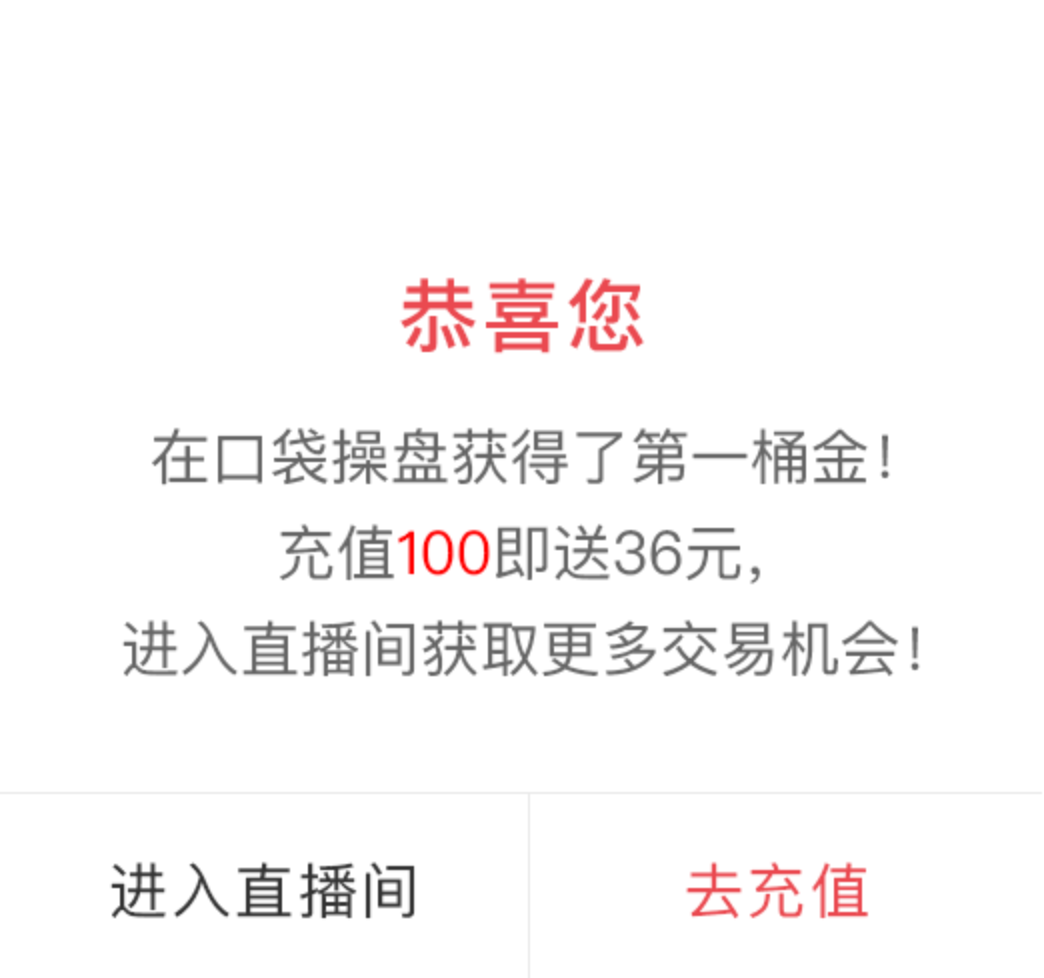 恭喜您
在口袋操盘获得了第一桶金！
充值100即送36元，
进入直播间获取更多交易机会！
进入直播间
去充值